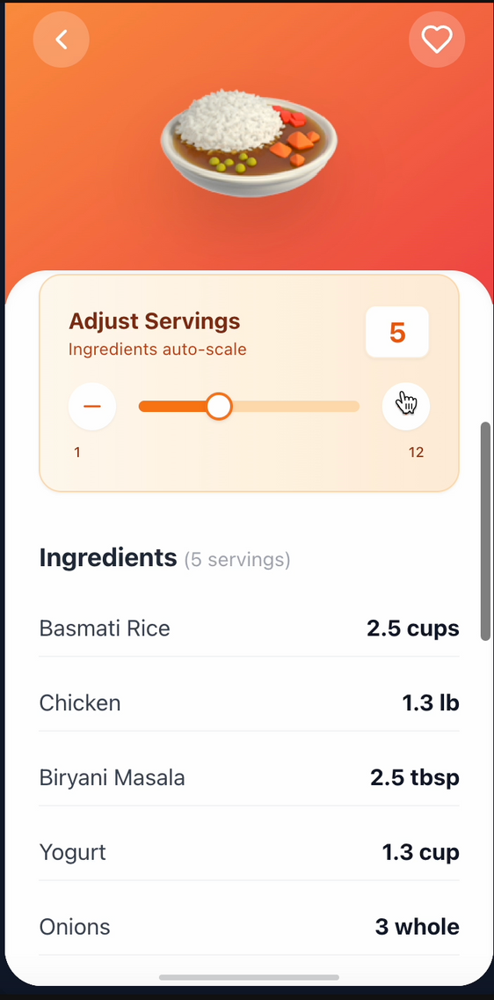 Adjust Servings
Ingredients auto-scale
5
1
12
Ingredients (5 servings)
Basmati Rice 2.5 cups
Chicken 1.3 lb
Biryani Masala 2.5 tbsp
Yogurt 1.3 cup
Onions 3 whole